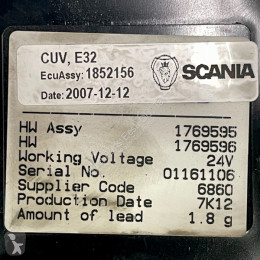 CUV, E32
EcuAssy: 1852156
Date: 2007-12-12
SCANIA
HW Assy 1769595
HW 1769596
Working Voltage 24V
Serial No. 01161106
Supplier Code 6860
Production Date 7K12
Amount of lead 1.8 g